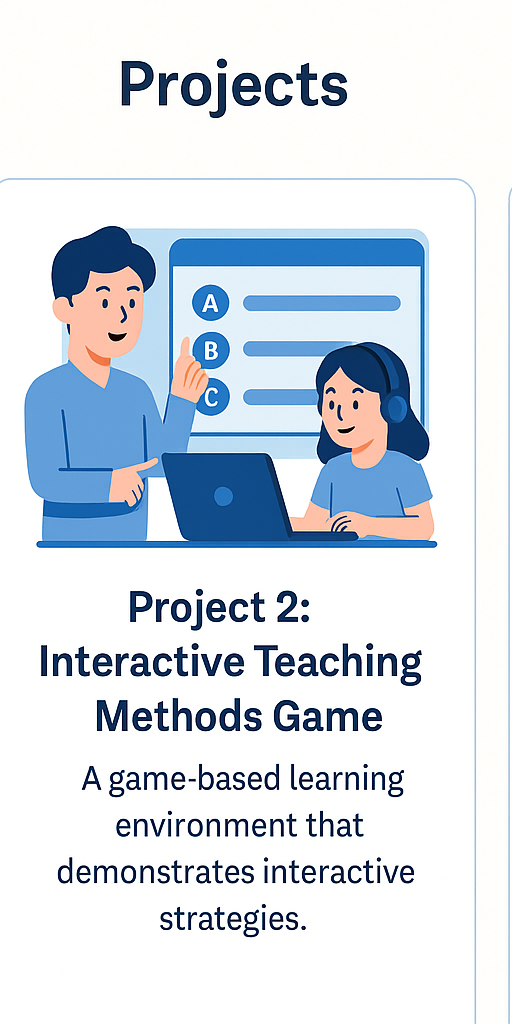 Projects
A
B
C
Project 2:
Interactive Teaching
Methods Game
A game-based learning
environment that
demonstrates interactive
strategies.